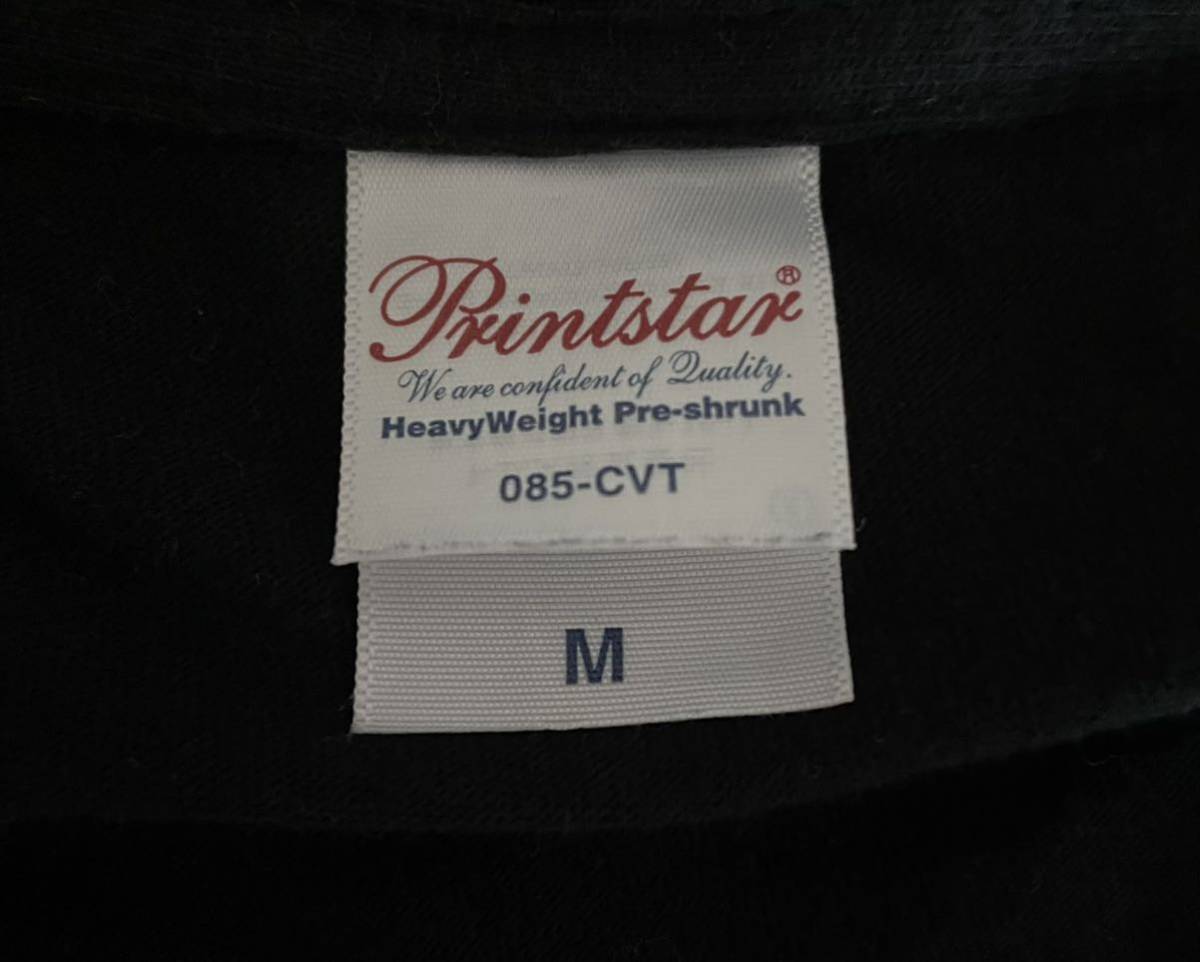 Printstar®
We are confident of Quality.
HeavyWeight Pre-shrunk
085-CVT
M